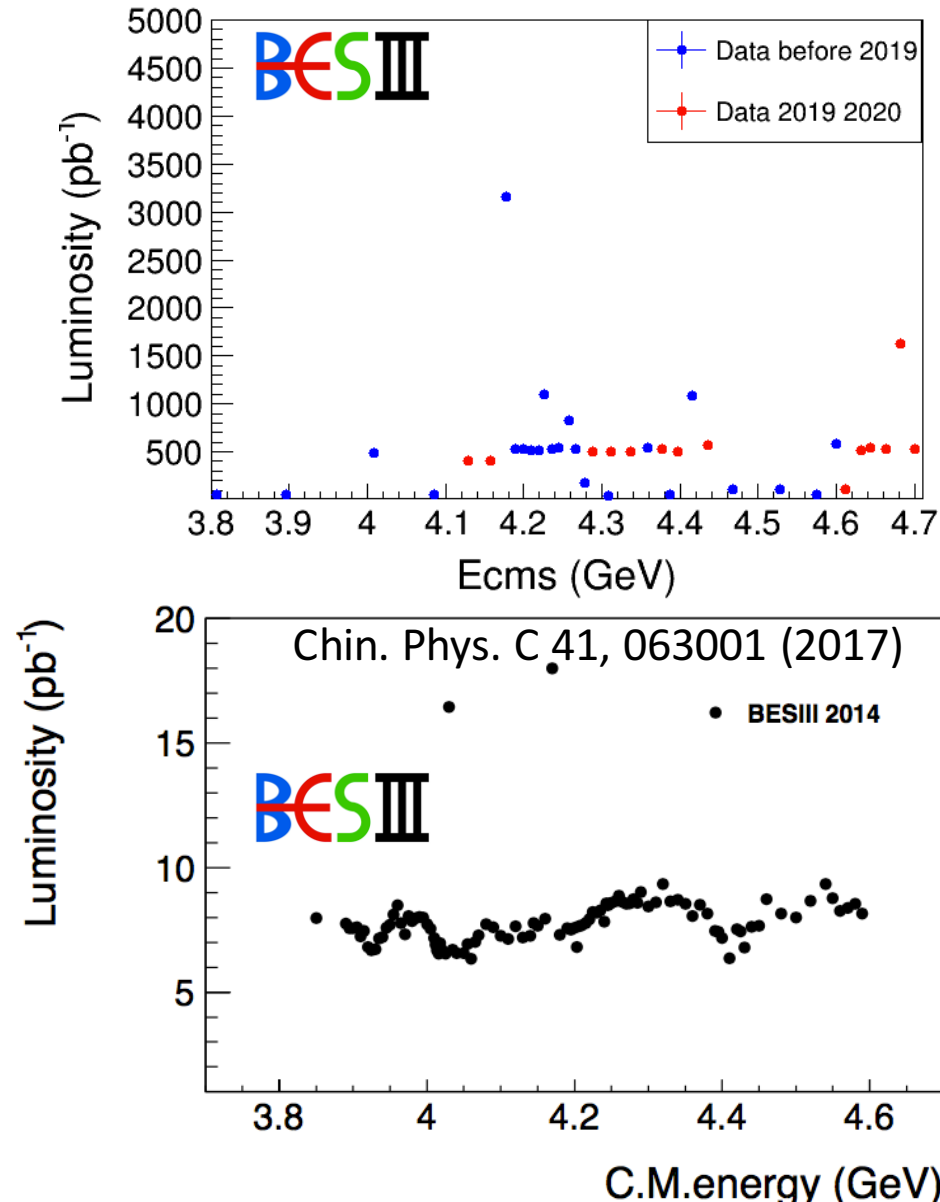 5000
4500
4000
3500
3000
2500
2000
1500
1000
500
Luminosity (pb⁻¹)
BESIII
Data before 2019
Data 2019 2020
3.8 3.9 4 4.1 4.2 4.3 4.4 4.5 4.6 4.7
Ecms (GeV)
20
15
10
5
Luminosity (pb⁻¹)
Chin. Phys. C 41, 063001 (2017)
BESIII 2014
BESIII
3.8 4 4.2 4.4 4.6
C.M.energy (GeV)